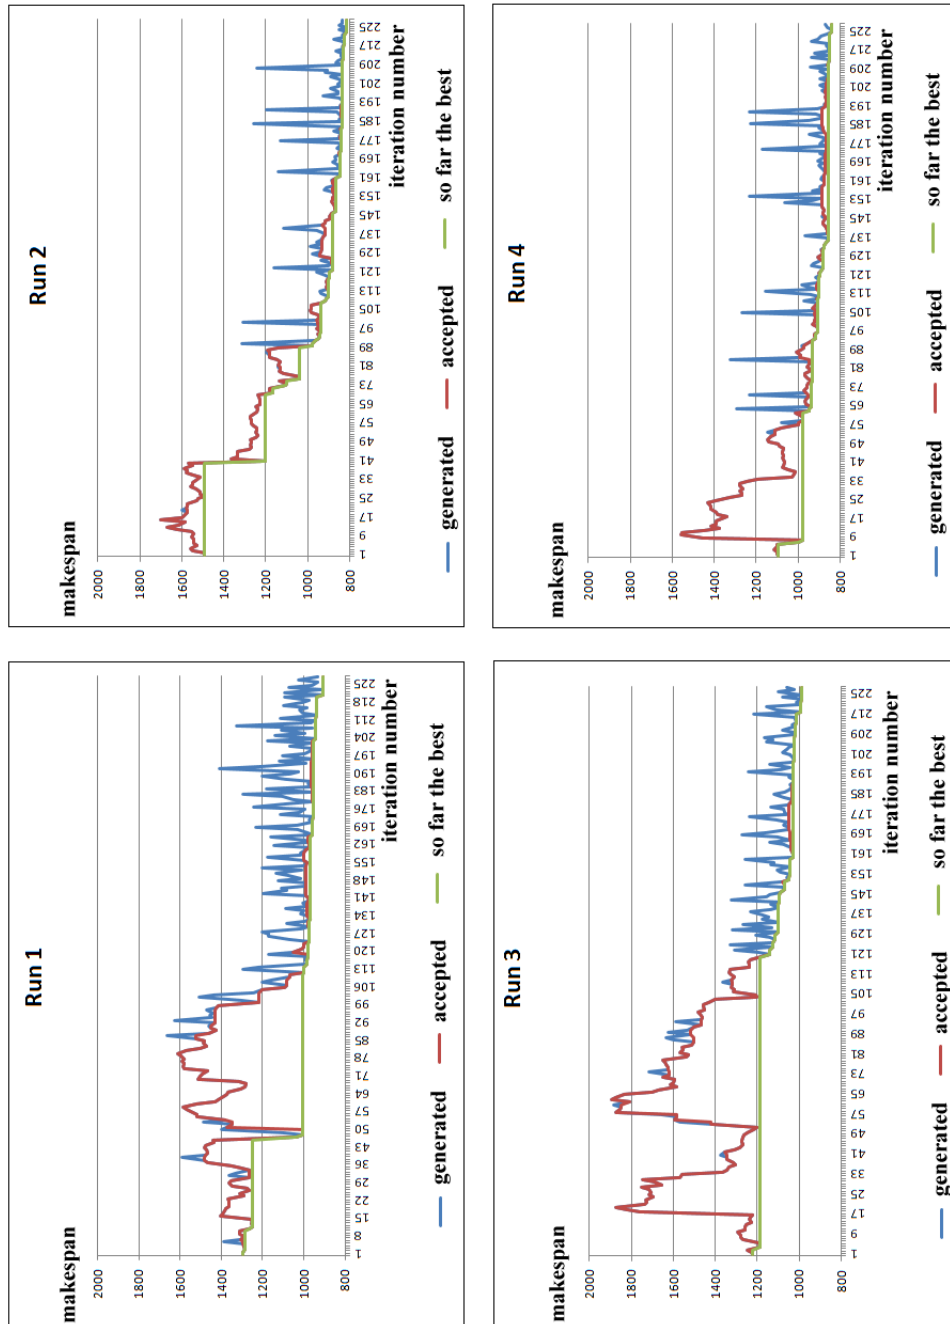 Run 1
makespan
2000
1800
1600
1400
1200
1000
800
1 8 15 22 29 36 43 50 57 64 71 78 85 92 99 106 113 120 127 134 141 148 155 162 169 176 183 190 197 204 211 218 225
iteration number
generated accepted so far the best
Run 2
makespan
2000
1800
1600
1400
1200
1000
800
1 9 17 25 33 41 49 57 65 73 81 89 97 105 113 121 129 137 145 153 161 169 177 185 193 201 209 217 225
iteration number
generated accepted so far the best
Run 3
makespan
2000
1800
1600
1400
1200
1000
800
1 9 17 25 33 41 49 57 65 73 81 89 97 105 113 121 129 137 145 153 161 169 177 185 193 201 209 217 225
iteration number
generated accepted so far the best
Run 4
makespan
2000
1800
1600
1400
1200
1000
800
1 9 17 25 33 41 49 57 65 73 81 89 97 105 113 121 129 137 145 153 161 169 177 185 193 201 209 217 225
iteration number
generated accepted so far the best